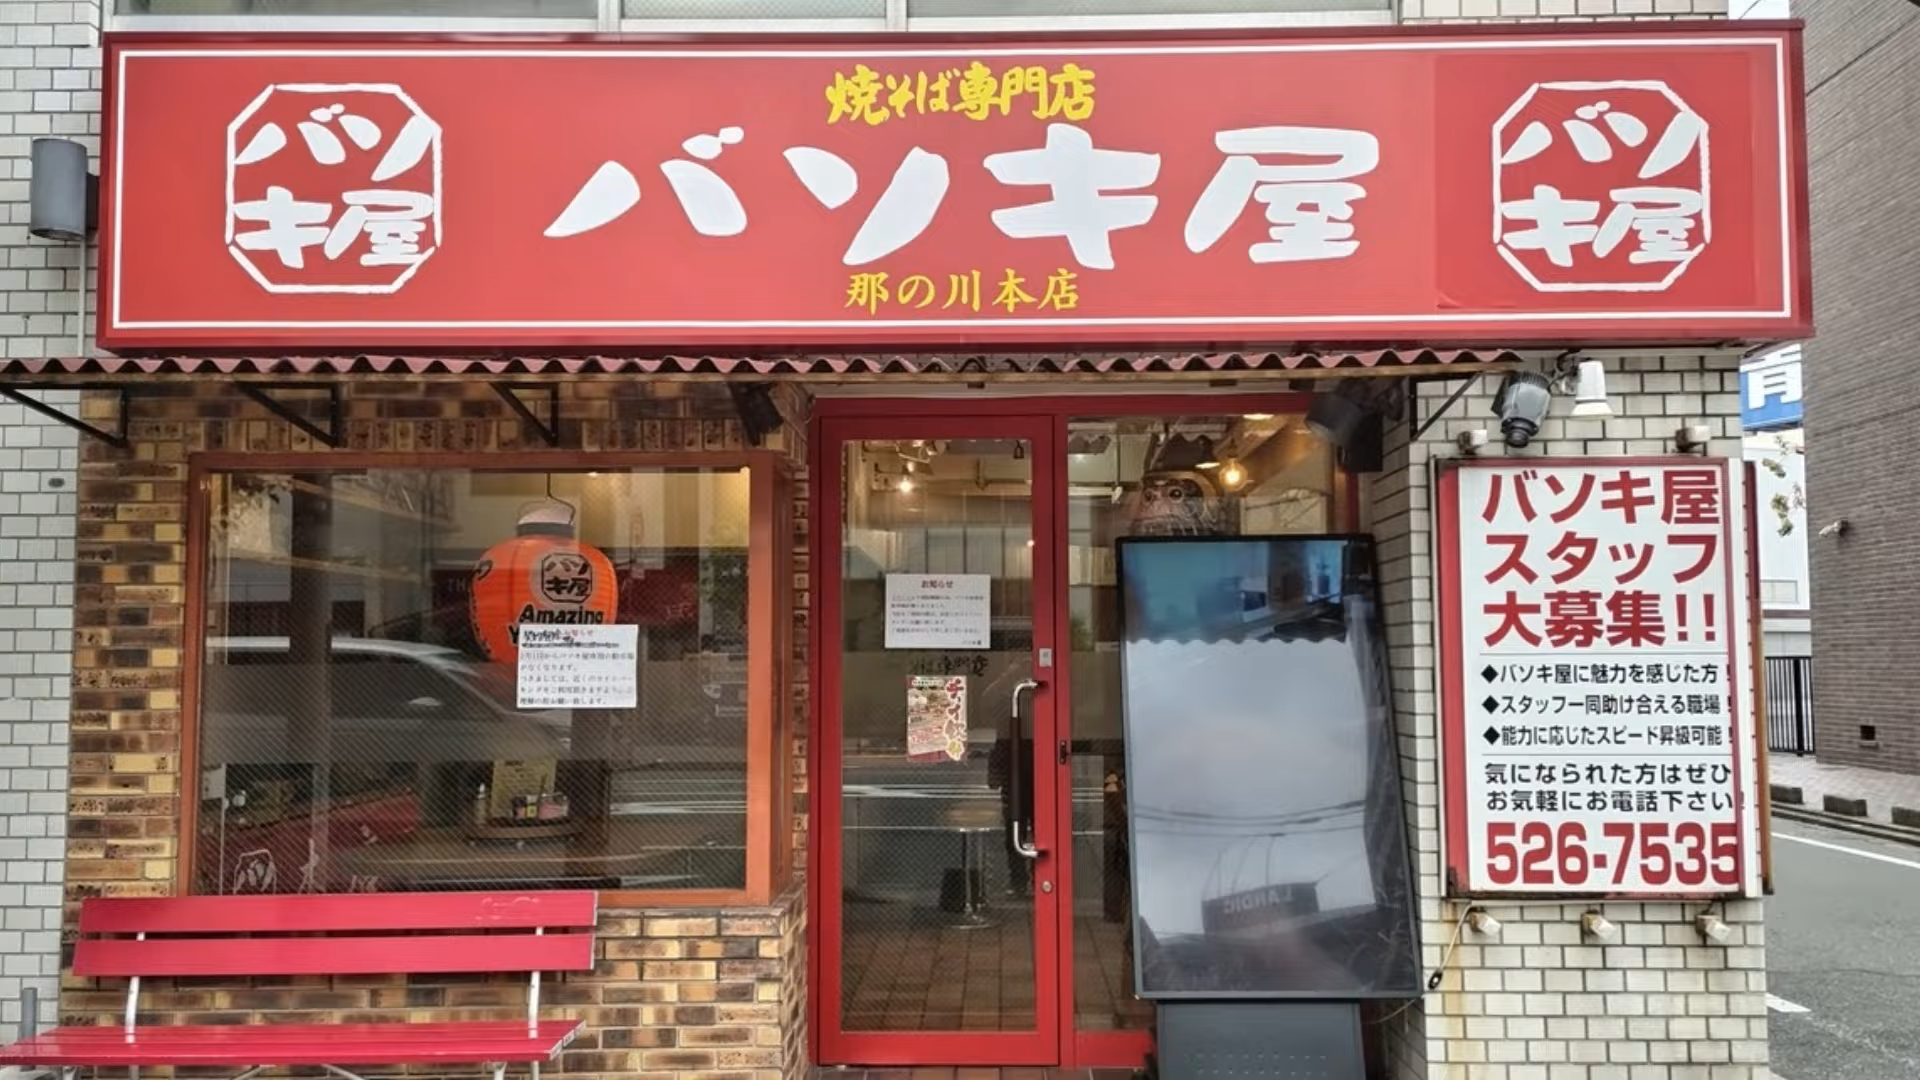 焼そば専門店
バソキ屋
バソキ屋
バソキ屋
那の川本店
バソキ屋
Amazing
お知らせ
お知らせ
バソキ屋
スタッフ
大募集!!
◆バソキ屋に魅力を感じた方！
◆スタッフ一同助け合える職場！
◆能力に応じたスピード昇級可能！
気になられた方はぜひ
お気軽にお電話下さい！
526-7535
LANDIC